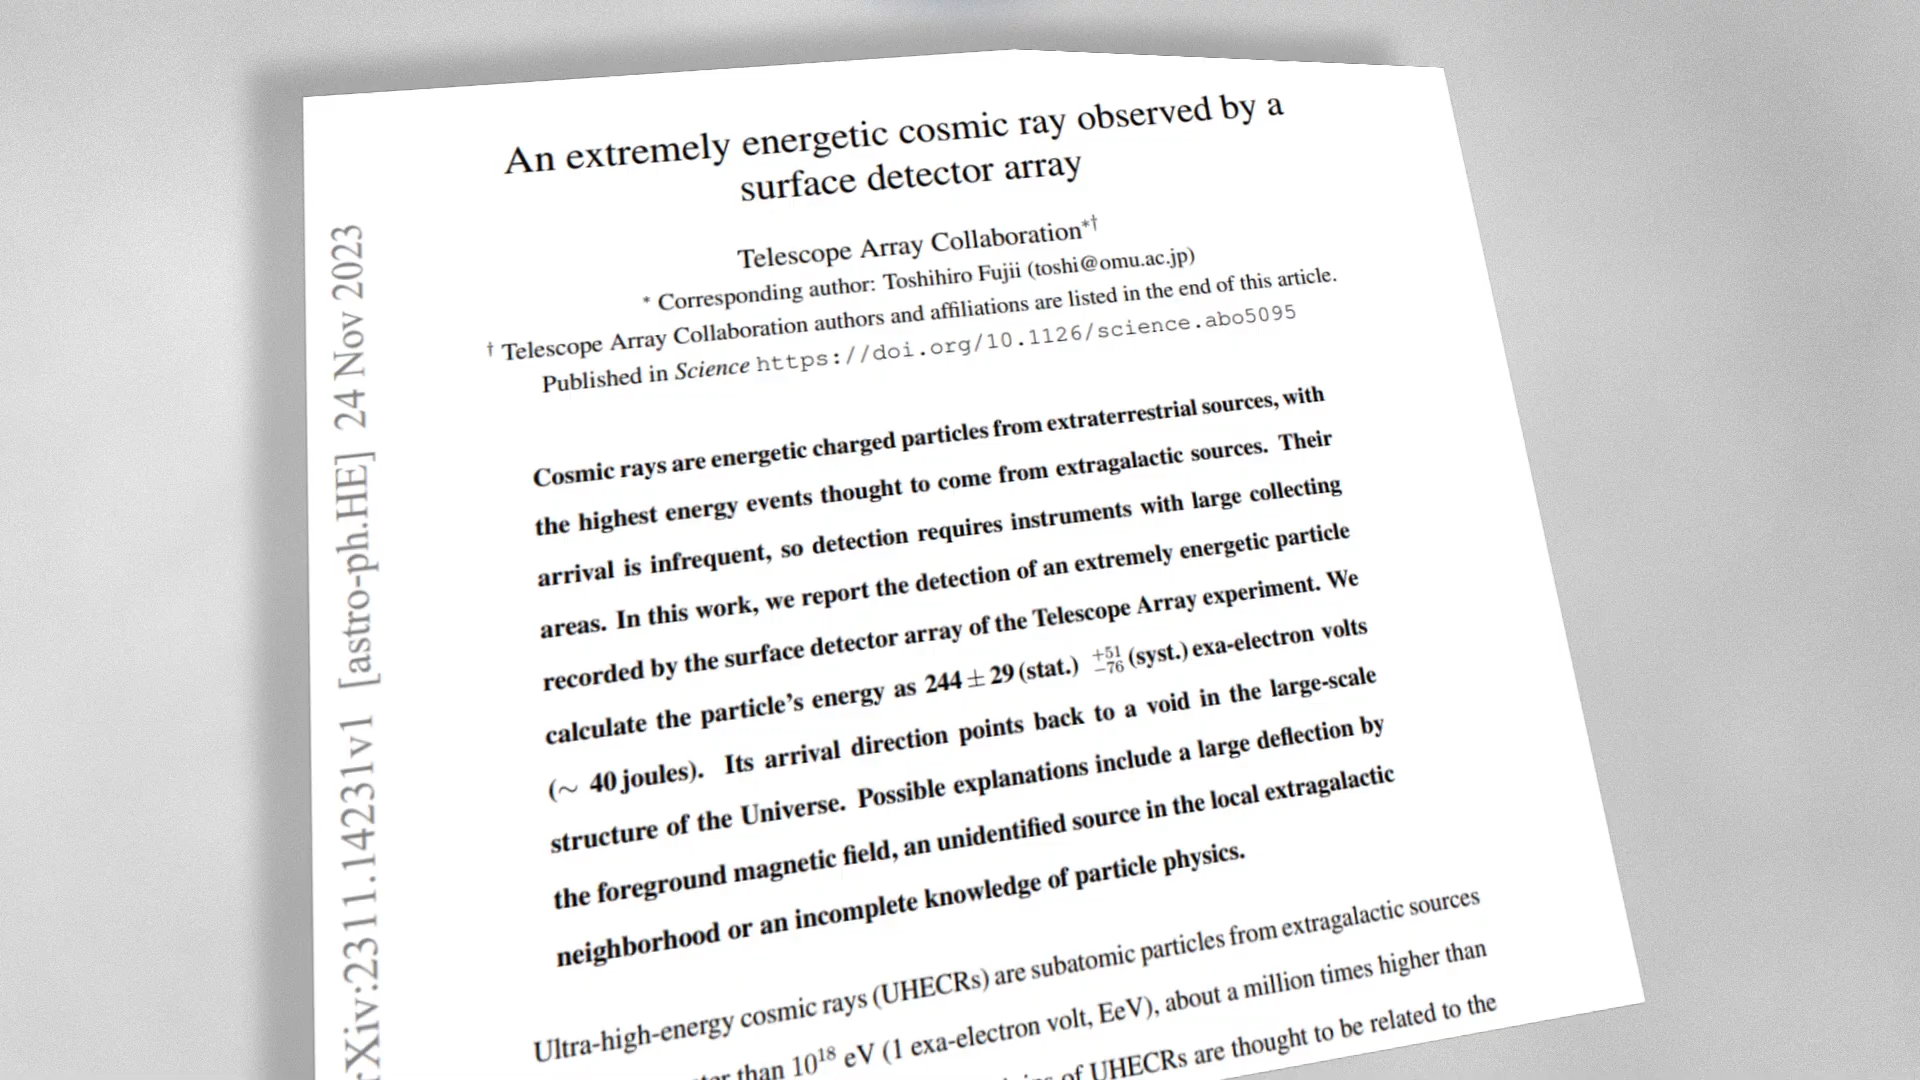 An extremely energetic cosmic ray observed by a
surface detector array
Telescope Array Collaboration*†
* Corresponding author: Toshihiro Fujii (toshi@omu.ac.jp)
† Telescope Array Collaboration authors and affiliations are listed in the end of this article.
Published in Science https://doi.org/10.1126/science.abo5095
Cosmic rays are energetic charged particles from extraterrestrial sources, with
the highest energy events thought to come from extragalactic sources. Their
arrival is infrequent, so detection requires instruments with large collecting
areas. In this work, we report the detection of an extremely energetic particle
recorded by the surface detector array of the Telescope Array experiment. We
calculate the particle's energy as 244 ± 29 (stat.) +51 −76 (syst.) exa-electron volts
(∼ 40 joules). Its arrival direction points back to a void in the large-scale
structure of the Universe. Possible explanations include a large deflection by
the foreground magnetic field, an unidentified source in the local extragalactic
neighborhood or an incomplete knowledge of particle physics.
Ultra-high-energy cosmic rays (UHECRs) are subatomic particles from extragalactic sources
than 10¹⁸ eV (1 exa-electron volt, EeV), about a million times higher than
of UHECRs are thought to be related to the
rXiv:2311.14231v1 [astro-ph.HE] 24 Nov 2023